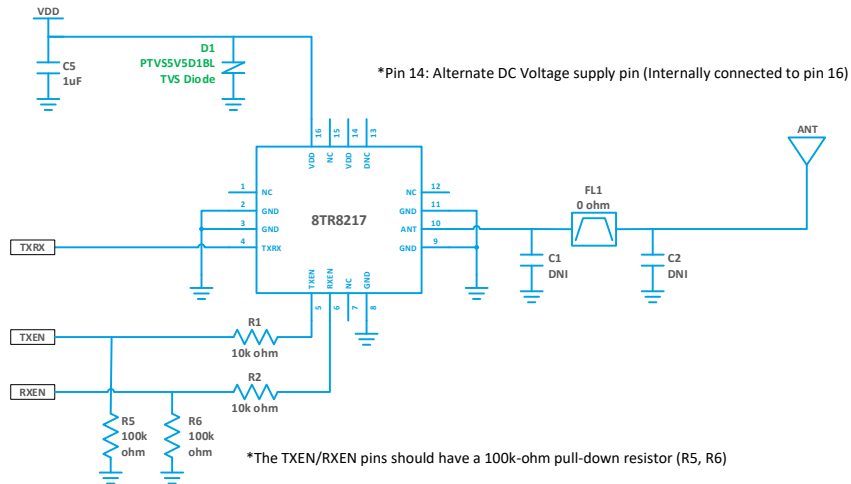 VDD
D1
PTVS5V5D1BL
TVS Diode
C5
1uF
*Pin 14: Alternate DC Voltage supply pin (Internally connected to pin 16)
ANT
16
15
14
13
VDD
NC
VDD
DNC
1
NC
NC
12
2
GND
GND
11
8TR8217
3
GND
ANT
10
4
TXRX
GND
9
FL1
0 ohm
TXRX
C1
DNI
C2
DNI
TXEN
RXEN
NC
GND
5
6
7
8
TXEN
R1
10k ohm
RXEN
R2
10k ohm
R5
100k
ohm
R6
100k
ohm
*The TXEN/RXEN pins should have a 100k-ohm pull-down resistor (R5, R6)